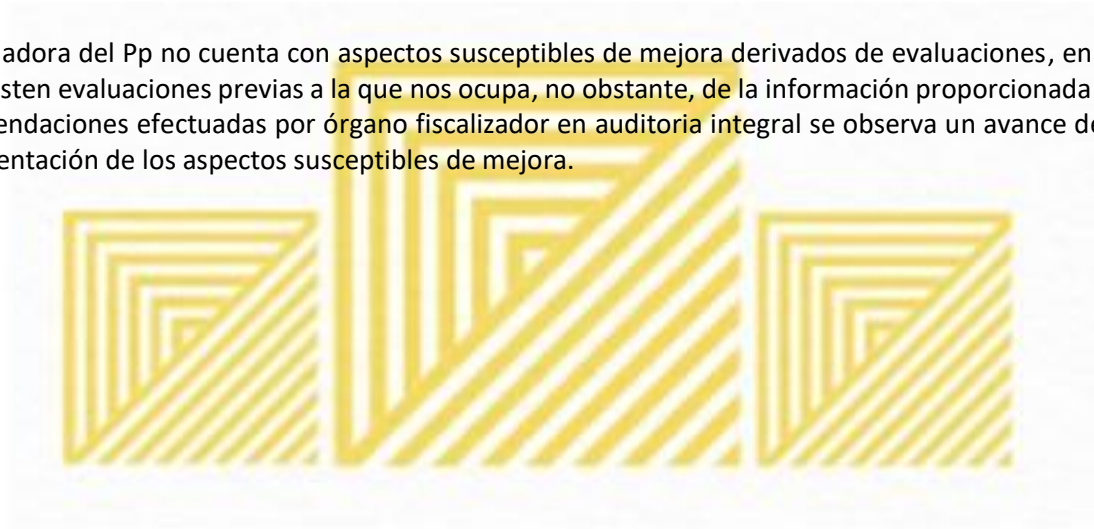 adora del Pp no cuenta con aspectos susceptibles de mejora derivados de evaluaciones, en
sten evaluaciones previas a la que nos ocupa, no obstante, de la información proporcionada
endaciones efectuadas por órgano fiscalizador en auditoria integral se observa un avance de
entación de los aspectos susceptibles de mejora.